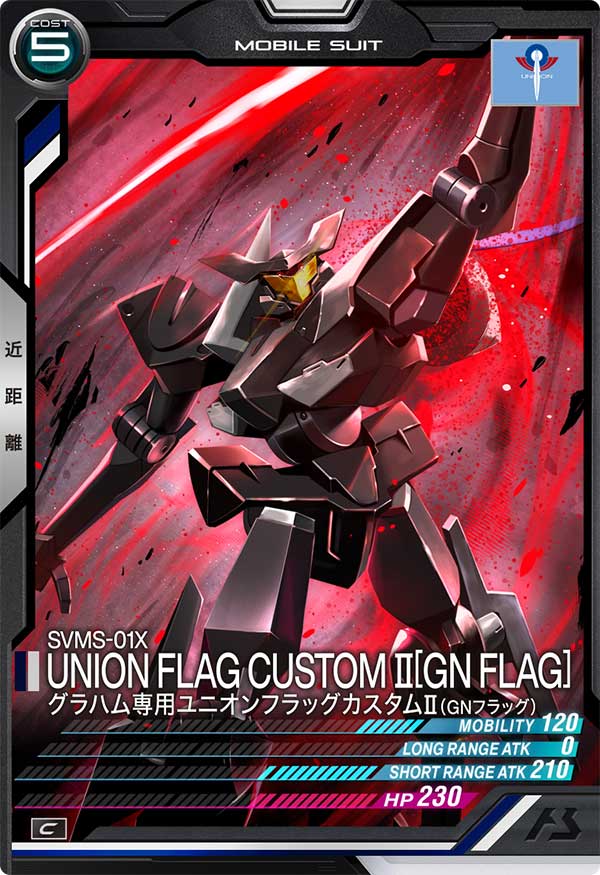 COST
5
MOBILE SUIT
UNION
近距離
SVMS-01X
UNION FLAG CUSTOM Ⅱ[GN FLAG]
グラハム専用ユニオンフラッグカスタムⅡ(GNフラッグ)
MOBILITY 120
LONG RANGE ATK 0
SHORT RANGE ATK 210
HP 230
C